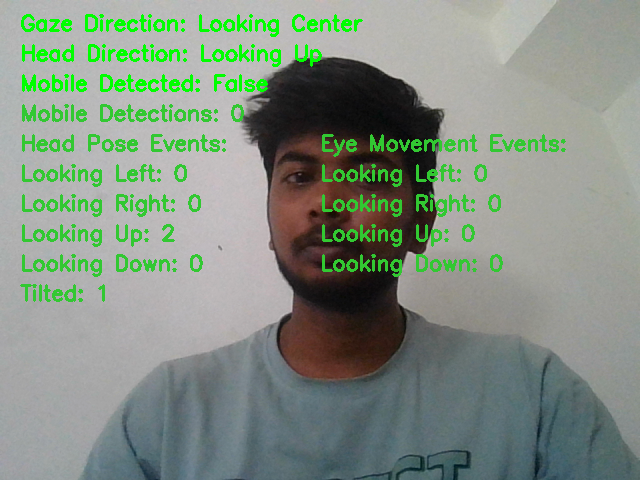 Gaze Direction: Looking Center
Head Direction: Looking Up
Mobile Detected: False
Mobile Detections: 0
Head Pose Events:
Looking Left: 0
Looking Right: 0
Looking Up: 2
Looking Down: 0
Tilted: 1
Eye Movement Events:
Looking Left: 0
Looking Right: 0
Looking Up: 0
Looking Down: 0